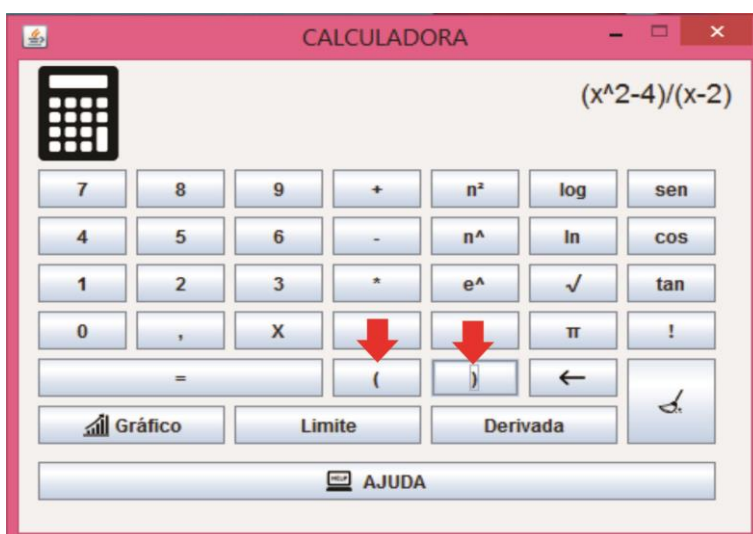 CALCULADORA
(x^2-4)/(x-2)
7 8 9 + n² log sen
4 5 6 - n^ ln cos
1 2 3 * e^ √ tan
0 , X π !
= ( ) ←
Gráfico Limite Derivada
HELP AJUDA